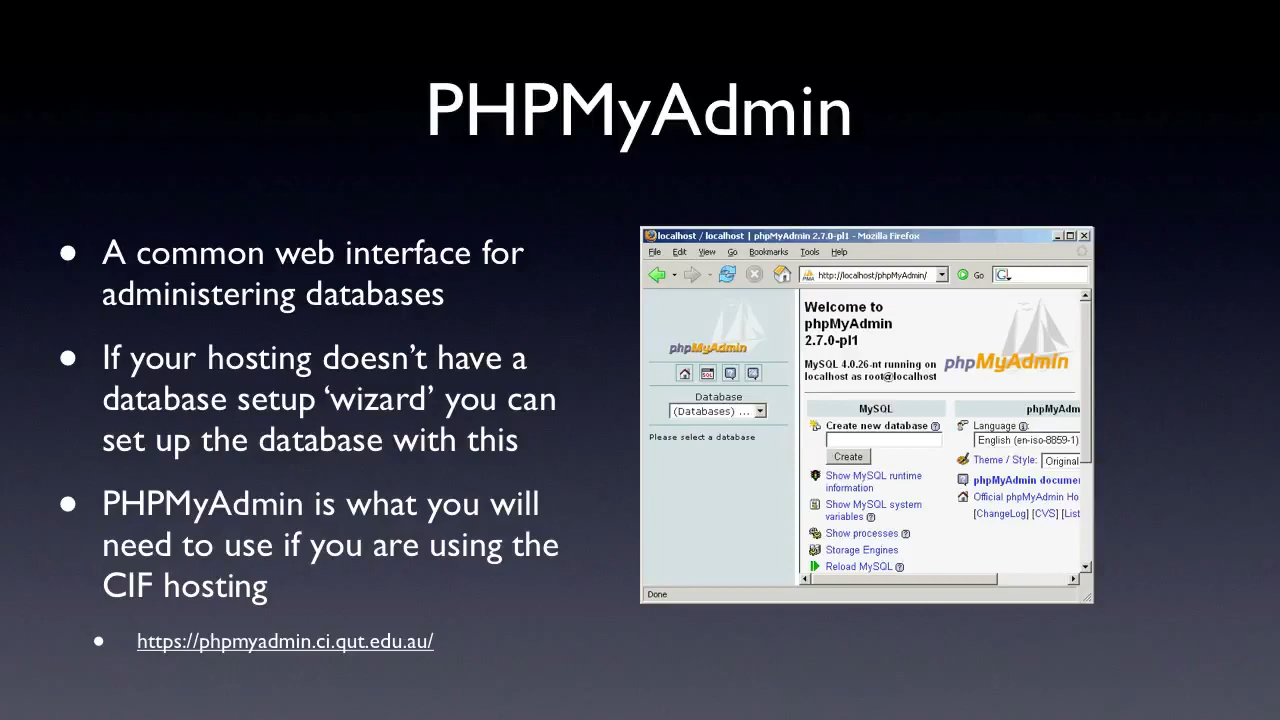 PHPMyAdmin
• A common web interface for
administering databases
• If your hosting doesn’t have a
database setup ‘wizard’ you can
set up the database with this
• PHPMyAdmin is what you will
need to use if you are using the
CIF hosting
• https://phpmyadmin.ci.qut.edu.au/
localhost / localhost | phpMyAdmin 2.7.0-pl1 - Mozilla Firefox
File Edit View Go Bookmarks Tools Help
http://localhost/phpMyAdmin/ Go
phpMyAdmin
Database
(Databases) ...
Please select a database
Welcome to
phpMyAdmin
2.7.0-pl1
phpMyAdmin
MySQL 4.0.26-nt running on
localhost as root@localhost
MySQL
Create new database
Create
Show MySQL runtime
information
Show MySQL system
variables
Show processes
Storage Engines
Reload MySQL
phpMyAdm
Language
English (en-iso-8859-1)
Theme / Style: Original
phpMyAdmin documen
Official phpMyAdmin Ho
[ChangeLog] [CVS] [List
Done